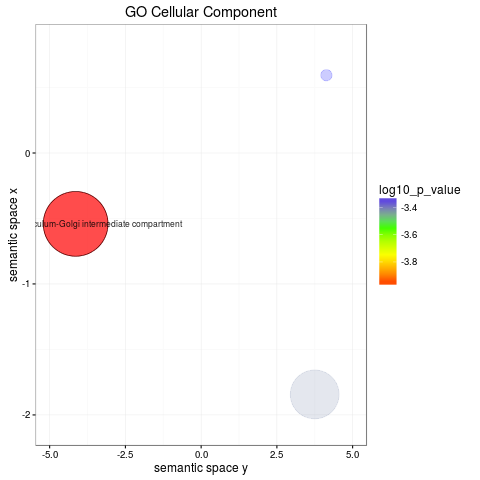 GO Cellular Component
semantic space x
0
-1
-2
ulum-Golgi intermediate compartment
-5.0
-2.5
0.0
2.5
5.0
semantic space y
log10_p_value
-3.4
-3.6
-3.8